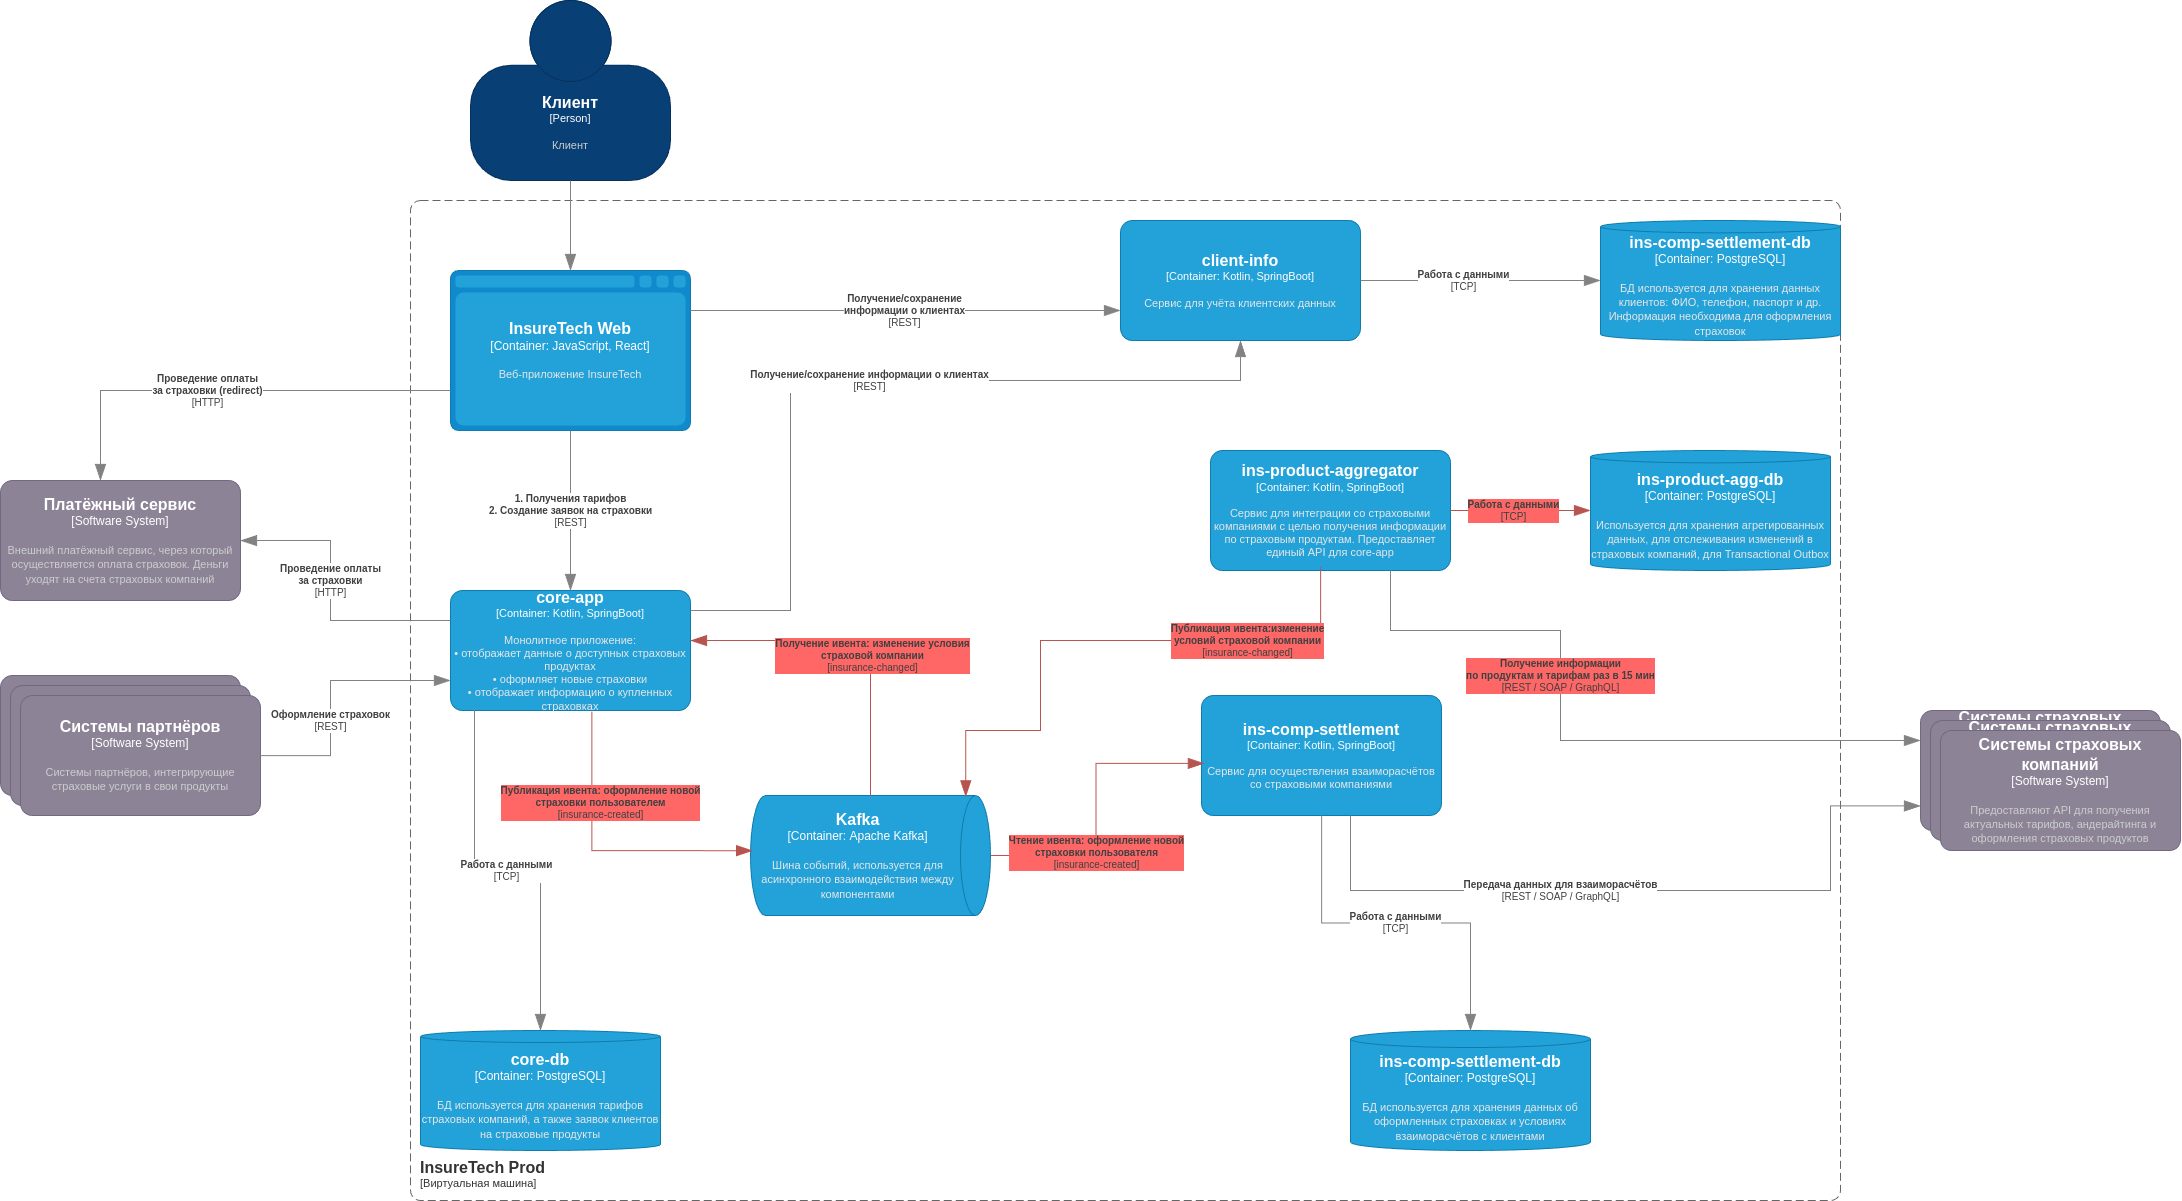 Клиент
[Person]
Клиент
InsureTech Web
[Container: JavaScript, React]
Веб-приложение InsureTech
Получение/сохранение
информации о клиентах
[REST]
client-info
[Container: Kotlin, SpringBoot]
Сервис для учёта клиентских данных
Работа с данными
[TCP]
ins-comp-settlement-db
[Container: PostgreSQL]
БД используется для хранения данных
клиентов: ФИО, телефон, паспорт и др.
Информация необходима для оформления
страховок
Проведение оплаты
за страховки (redirect)
[HTTP]
Получение/сохранение информации о клиентах
[REST]
Платёжный сервис
[Software System]
Внешний платёжный сервис, через который
осуществляется оплата страховок. Деньги
уходят на счета страховых компаний
1. Получения тарифов
2. Создание заявок на страховки
[REST]
ins-product-aggregator
[Container: Kotlin, SpringBoot]
Сервис для интеграции со страховыми
компаниями с целью получения информации
по страховым продуктам. Предоставляет
единый API для core-app
Работа с данными
[TCP]
ins-product-agg-db
[Container: PostgreSQL]
Используется для хранения агрегированных
данных, для отслеживания изменений в
страховых компаний, для Transactional Outbox
Проведение оплаты
за страховки
[HTTP]
core-app
[Container: Kotlin, SpringBoot]
Монолитное приложение:
• отображает данные о доступных страховых
продуктах
• оформляет новые страховки
• отображает информацию о купленных
страховках
Получение ивента: изменение условия
страховой компании
[insurance-changed]
Публикация ивента:изменение
условий страховой компании
[insurance-changed]
Получение информации
по продуктам и тарифам раз в 15 мин
[REST / SOAP / GraphQL]
Системы партнёров
[Software System]
Системы партнёров, интегрирующие
страховые услуги в свои продукты
Оформление страховок
[REST]
ins-comp-settlement
[Container: Kotlin, SpringBoot]
Сервис для осуществления взаиморасчётов
со страховыми компаниями
Системы страховых
Системы страховых
Системы страховых
компаний
[Software System]
Предоставляют API для получения
актуальных тарифов, андерайтинга и
оформления страховых продуктов
Публикация ивента: оформление новой
страховки пользователем
[insurance-created]
Kafka
[Container: Apache Kafka]
Шина событий, используется для
асинхронного взаимодействия между
компонентами
Чтение ивента: оформление новой
страховки пользователя
[insurance-created]
Работа с данными
[TCP]
Передача данных для взаиморасчётов
[REST / SOAP / GraphQL]
Работа с данными
[TCP]
core-db
[Container: PostgreSQL]
БД используется для хранения тарифов
страховых компаний, а также заявок клиентов
на страховые продукты
ins-comp-settlement-db
[Container: PostgreSQL]
БД используется для хранения данных об
оформленных страховках и условиях
взаиморасчётов с клиентами
InsureTech Prod
[Виртуальная машина]